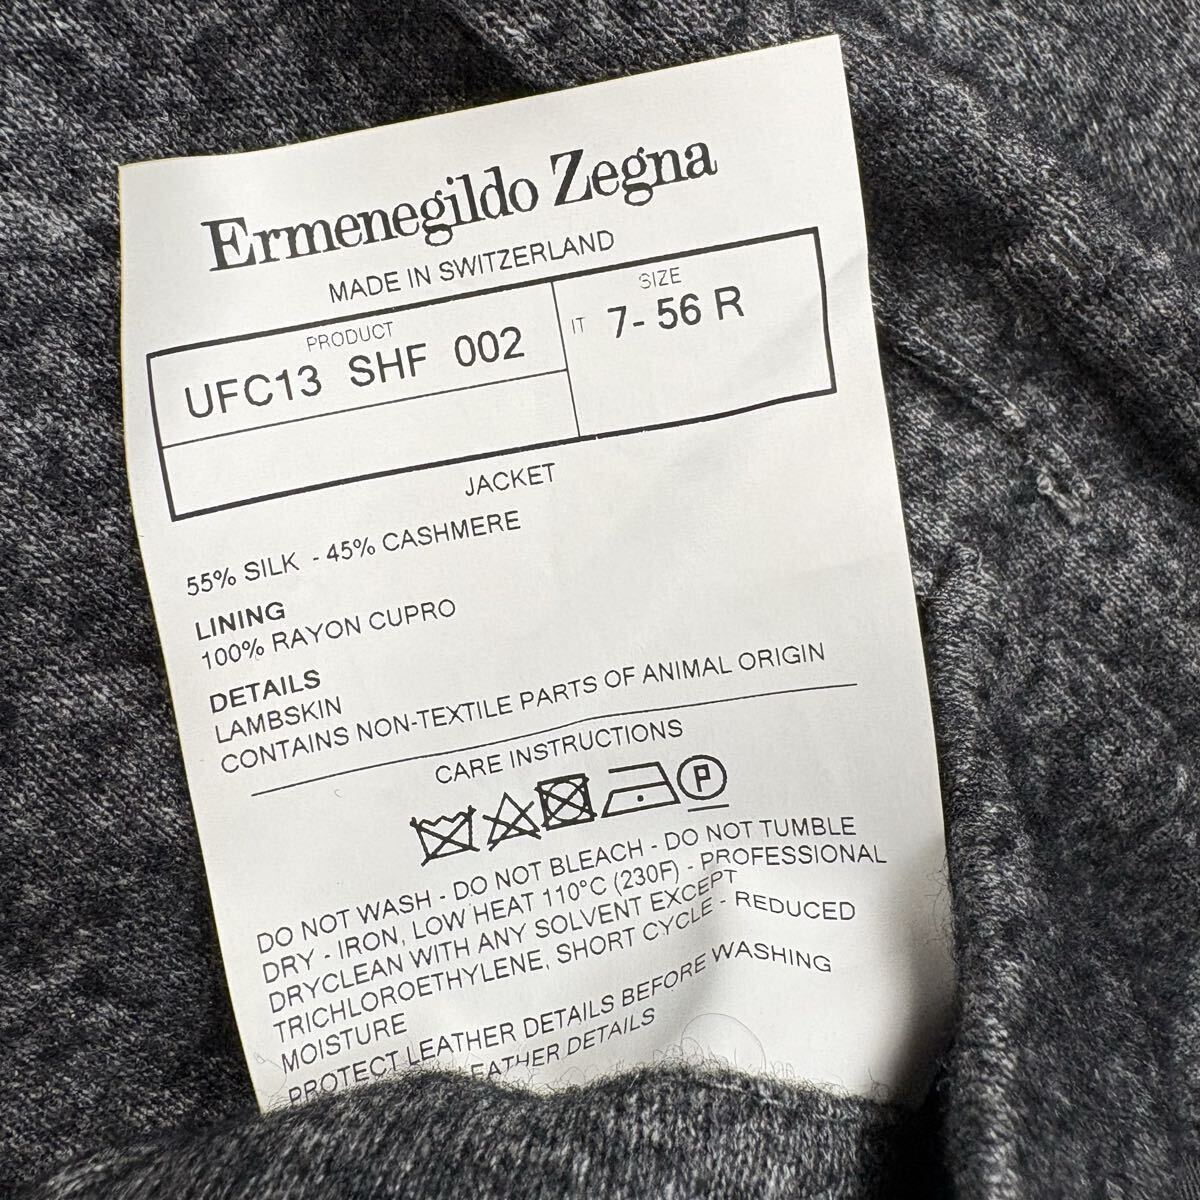 Ermenegildo Zegna
MADE IN SWITZERLAND
PRODUCT
UFC13 SHF 002
SIZE
IT 7-56 R
JACKET
55% SILK - 45% CASHMERE
LINING
100% RAYON CUPRO
DETAILS
LAMBSKIN
CONTAINS NON-TEXTILE PARTS OF ANIMAL ORIGIN
CARE INSTRUCTIONS
P
DO NOT WASH - DO NOT BLEACH - DO NOT TUMBLE
DRY - IRON, LOW HEAT 110°C (230F) - PROFESSIONAL
DRYCLEAN WITH ANY SOLVENT EXCEPT
TRICHLOROETHYLENE, SHORT CYCLE - REDUCED
MOISTURE
PROTECT LEATHER DETAILS BEFORE WASHING
EATHER DETAILS